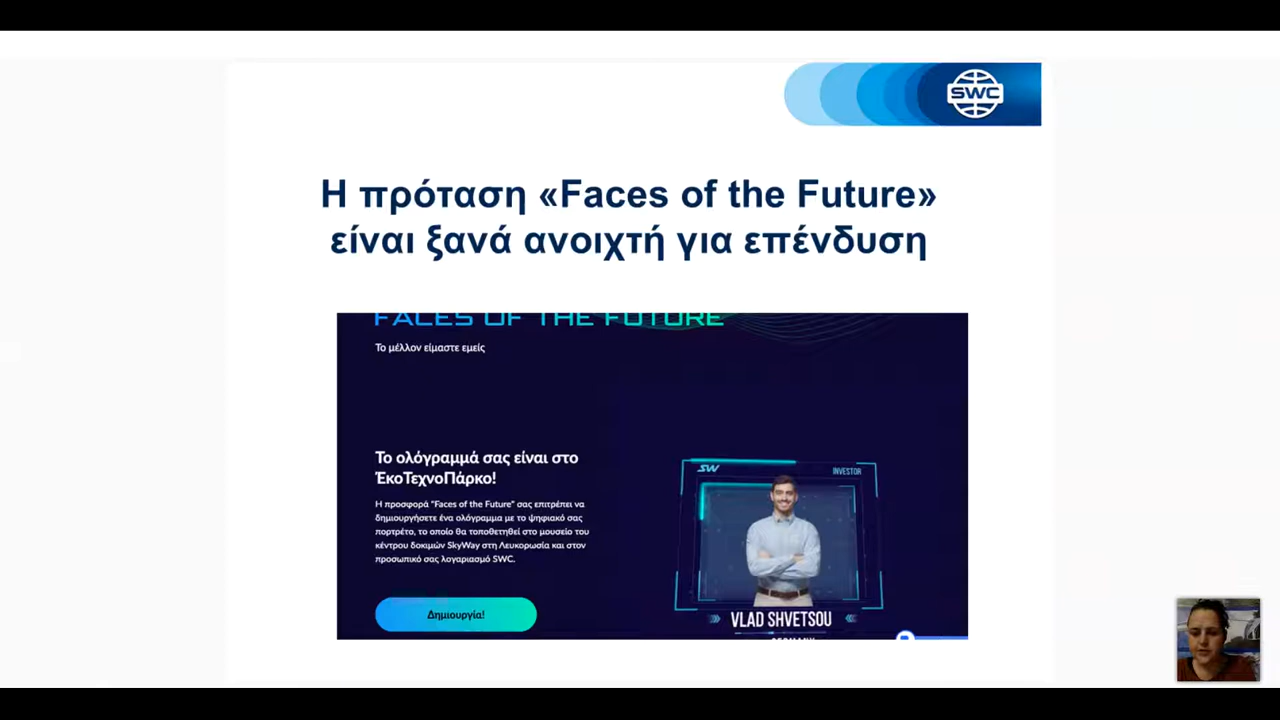 SWC
Η πρόταση «Faces of the Future»
είναι ξανά ανοιχτή για επένδυση
FACES OF THE FUTURE
Το μέλλον είμαστε εμείς
Το ολόγραμμά σας είναι στο
ΈκοΤεχνοΠάρκο!
Η προσφορά "Faces of the Future" σας επιτρέπει να
δημιουργήσετε ένα ολόγραμμα με το ψηφιακό σας
πορτρέτο, το οποίο θα τοποθετηθεί στο μουσείο του
κέντρου δοκιμών SkyWay στη Λευκορωσία και στον
προσωπικό σας λογαριασμό SWC.
Δημιουργία!
SW
INVESTOR
VLAD SHVETSOU
GERMANY